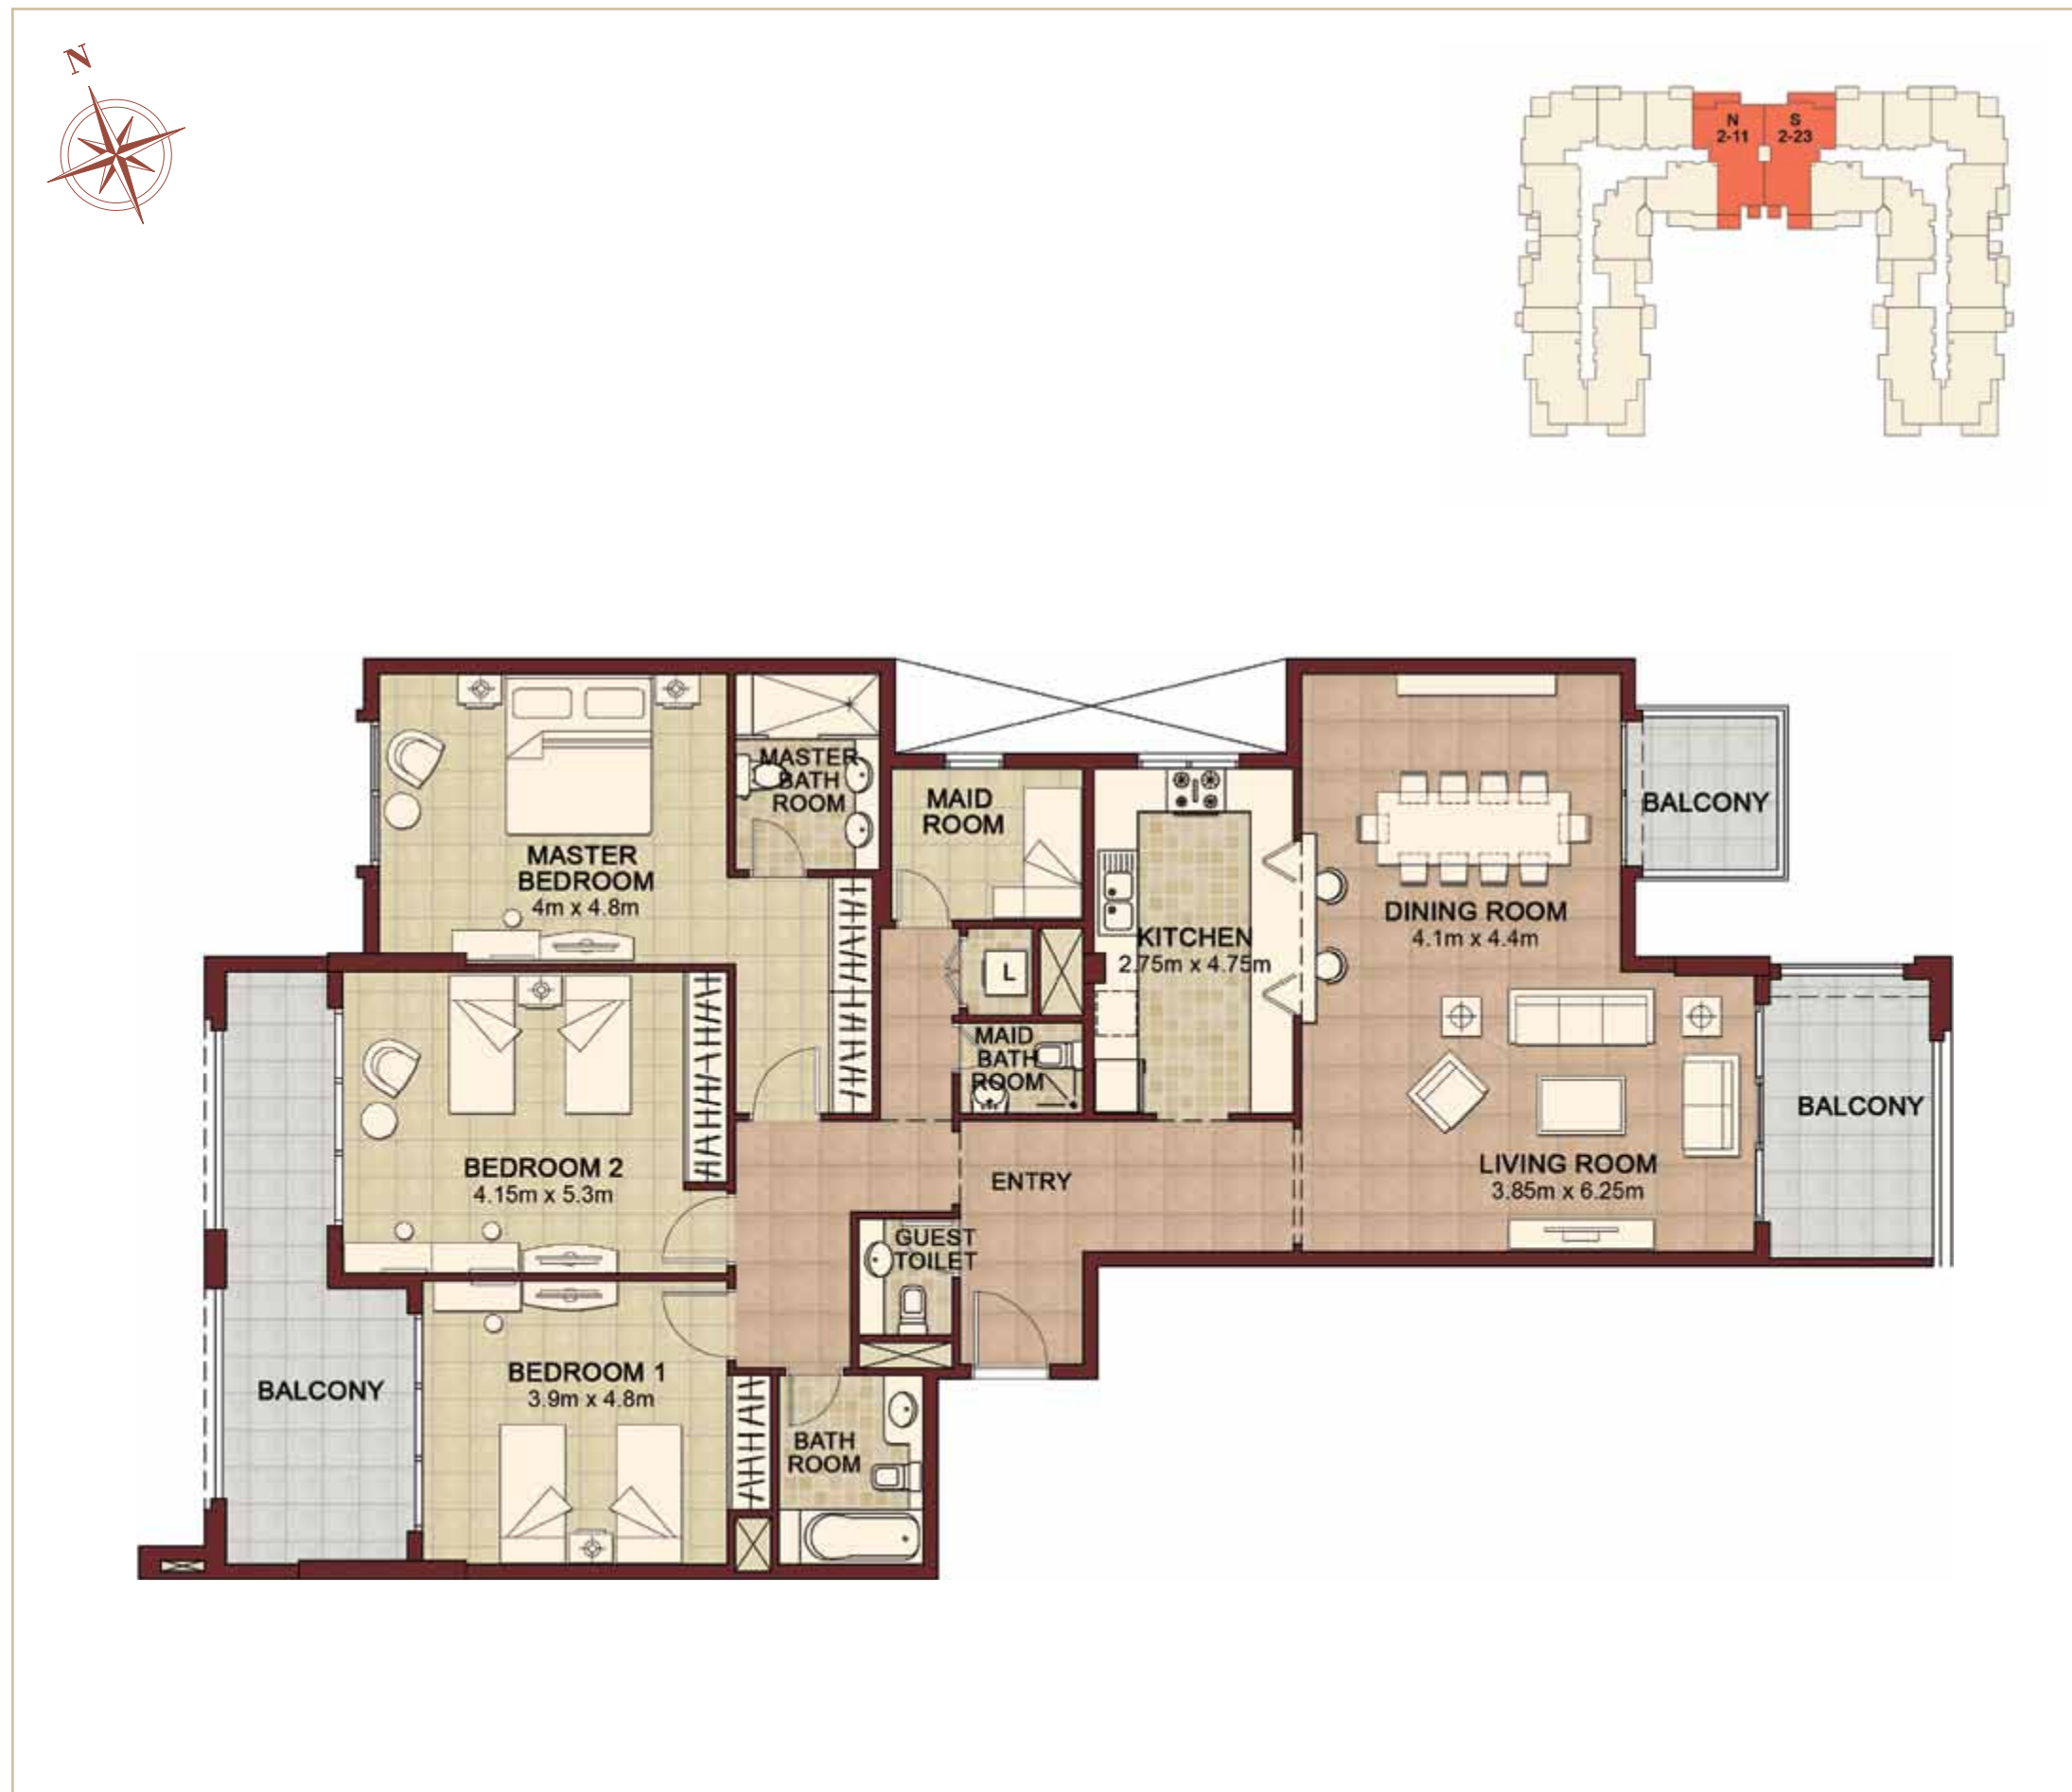 N
N
2-11
S
2-23
MASTER
BATH
ROOM
MAID
ROOM
BALCONY
MASTER
BEDROOM
4m x 4.8m
DINING ROOM
4.1m x 4.4m
KITCHEN
2.75m x 4.75m
L
MAID
BATH
ROOM
BALCONY
BEDROOM 2
4.15m x 5.3m
ENTRY
LIVING ROOM
3.85m x 6.25m
GUEST
TOILET
BALCONY
BEDROOM 1
3.9m x 4.8m
BATH
ROOM